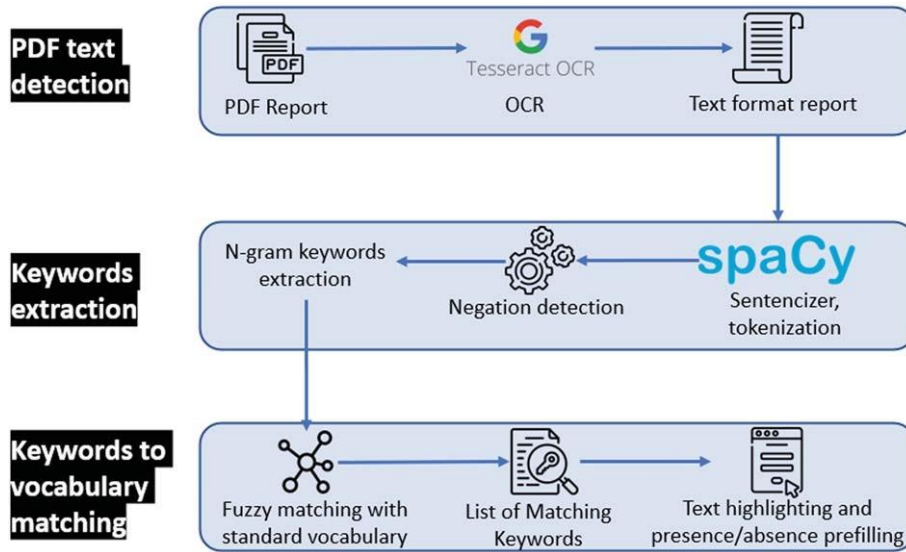 PDF text
detection
PDF
PDF Report
Tesseract OCR
OCR
Text format report
Keywords
extraction
N-gram keywords
extraction
Negation detection
spaCy
Sentencizer,
tokenization
Keywords to
vocabulary
matching
Fuzzy matching with
standard vocabulary
List of Matching
Keywords
Text highlighting and
presence/absence prefilling